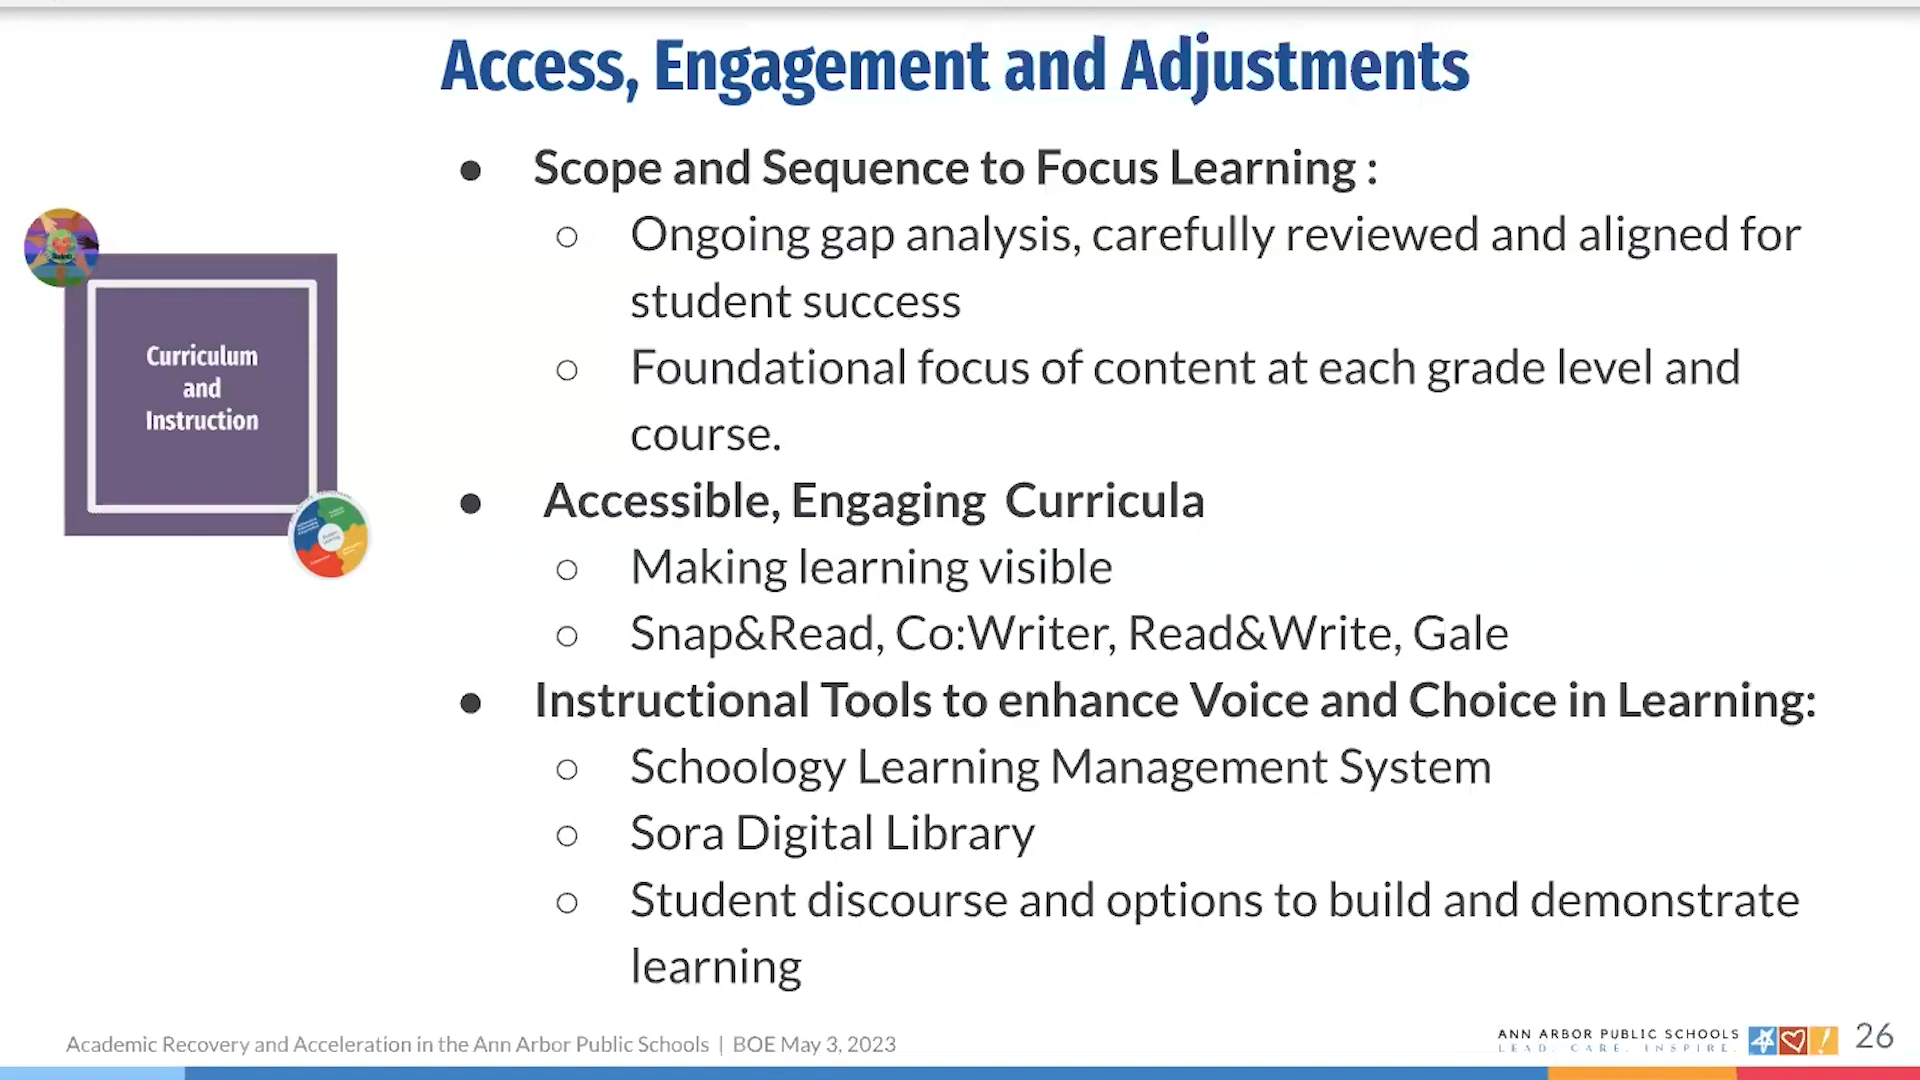 Access, Engagement and Adjustments
● Scope and Sequence to Focus Learning :
○ Ongoing gap analysis, carefully reviewed and aligned for
student success
○ Foundational focus of content at each grade level and
course.
● Accessible, Engaging Curricula
○ Making learning visible
○ Snap&Read, Co:Writer, Read&Write, Gale
● Instructional Tools to enhance Voice and Choice in Learning:
○ Schoology Learning Management System
○ Sora Digital Library
○ Student discourse and options to build and demonstrate
learning
Curriculum
and
Instruction
Academic Recovery and Acceleration in the Ann Arbor Public Schools | BOE May 3, 2023
ANN ARBOR PUBLIC SCHOOLS
LEAD. CARE. INSPIRE.
26